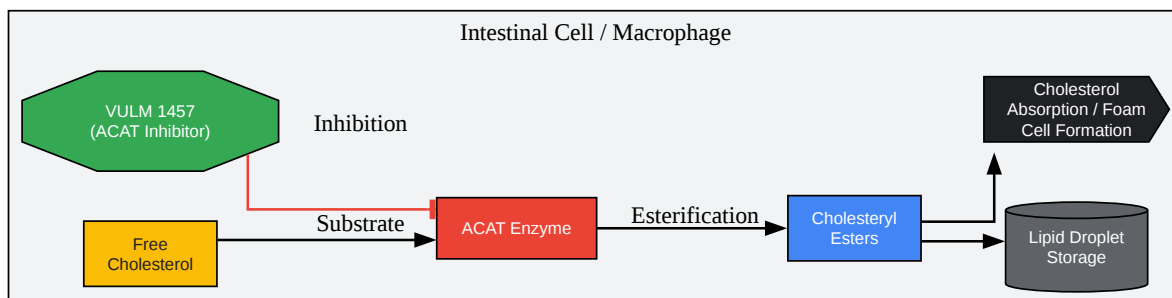 Intestinal Cell / Macrophage
VULM 1457
(ACAT Inhibitor)
Inhibition
Cholesterol
Absorption / Foam
Cell Formation
Free
Cholesterol
Substrate
ACAT Enzyme
Esterification
Cholesteryl
Esters
Lipid Droplet
Storage